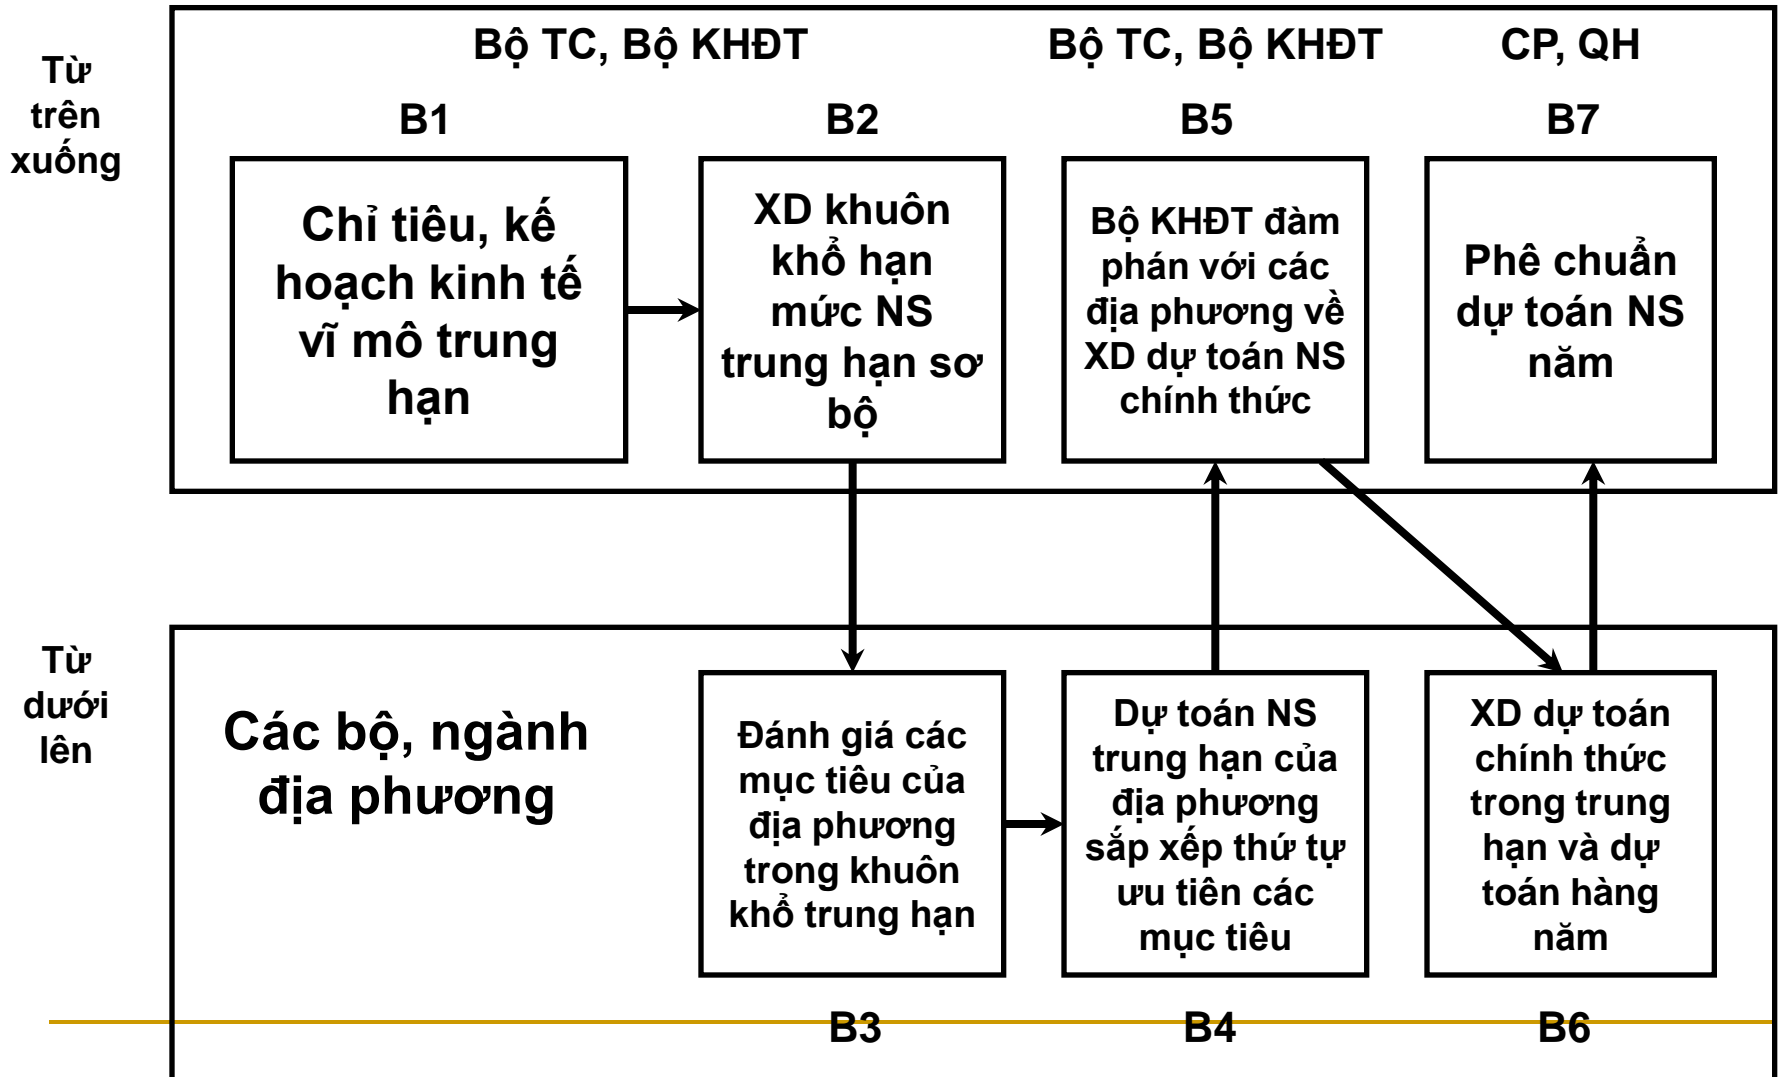 Từ
trên
xuống
Bộ TC, Bộ KHĐT
Bộ TC, Bộ KHĐT
CP, QH
B1
B2
B5
B7
Chỉ tiêu, kế
hoạch kinh tế
vĩ mô trung
hạn
XD khuôn
khổ hạn
mức NS
trung hạn sơ
bộ
Bộ KHĐT đàm
phán với các
địa phương về
XD dự toán NS
chính thức
Phê chuẩn
dự toán NS
năm
Từ
dưới
lên
Các bộ, ngành
địa phương
Đánh giá các
mục tiêu của
địa phương
trong khuôn
khổ trung hạn
Dự toán NS
trung hạn của
địa phương
sắp xếp thứ tự
ưu tiên các
mục tiêu
XD dự toán
chính thức
trong trung
hạn và dự
toán hàng
năm
B3
B4
B6